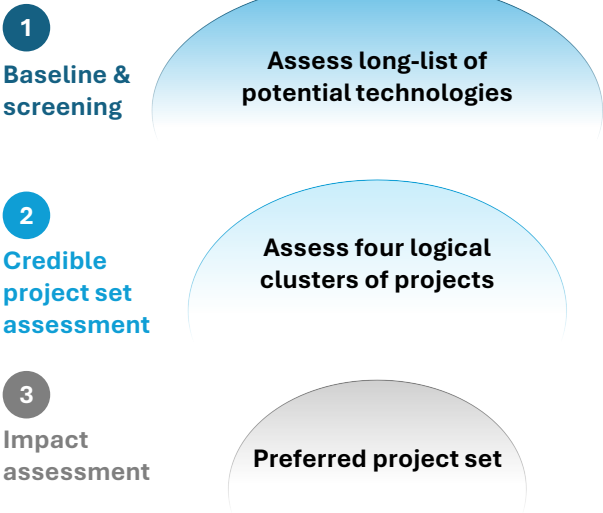 1
Baseline &
screening
Assess long-list of
potential technologies
2
Credible
project set
assessment
Assess four logical
clusters of projects
3
Impact
assessment
Preferred project set